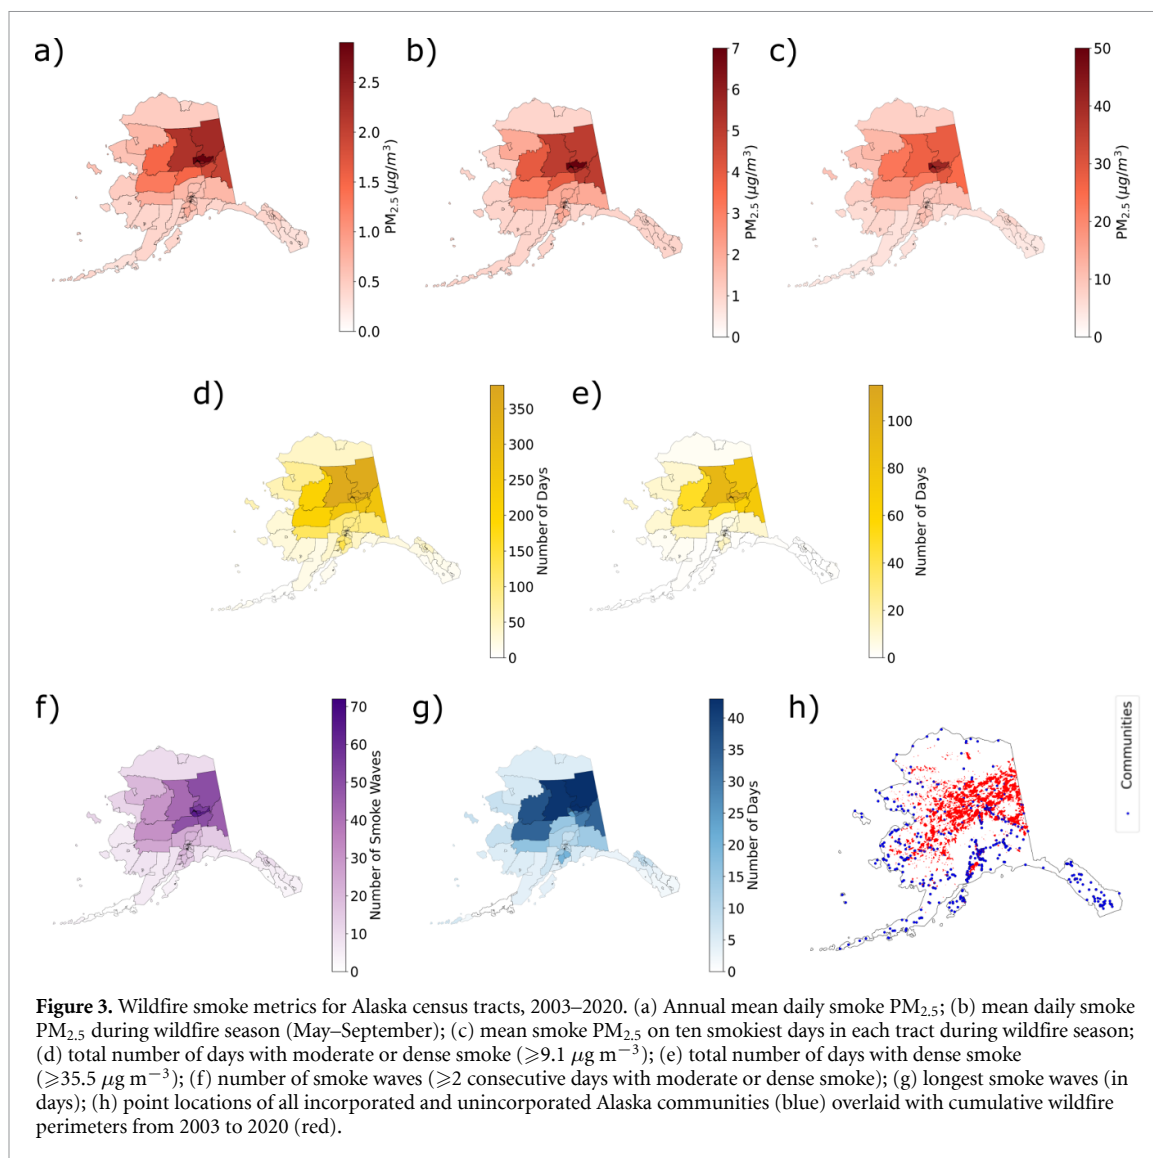 a)
2.5
2.0
1.5
1.0
0.5
0.0
PM2.5 (μg/m³)
b)
7
6
5
4
3
2
1
0
PM2.5 (μg/m³)
c)
50
40
30
20
10
0
PM2.5 (μg/m³)
d)
350
300
250
200
150
100
50
0
Number of Days
e)
100
80
60
40
20
0
Number of Days
f)
70
60
50
40
30
20
10
0
Number of Smoke Waves
g)
40
35
30
25
20
15
10
5
0
Number of Days
h)
Communities
Figure 3. Wildfire smoke metrics for Alaska census tracts, 2003–2020. (a) Annual mean daily smoke PM2.5; (b) mean daily smoke
PM2.5 during wildfire season (May–September); (c) mean smoke PM2.5 on ten smokiest days in each tract during wildfire season;
(d) total number of days with moderate or dense smoke (⩾9.1 μg m−3); (e) total number of days with dense smoke
(⩾35.5 μg m−3); (f) number of smoke waves (⩾2 consecutive days with moderate or dense smoke); (g) longest smoke waves (in
days); (h) point locations of all incorporated and unincorporated Alaska communities (blue) overlaid with cumulative wildfire
perimeters from 2003 to 2020 (red).